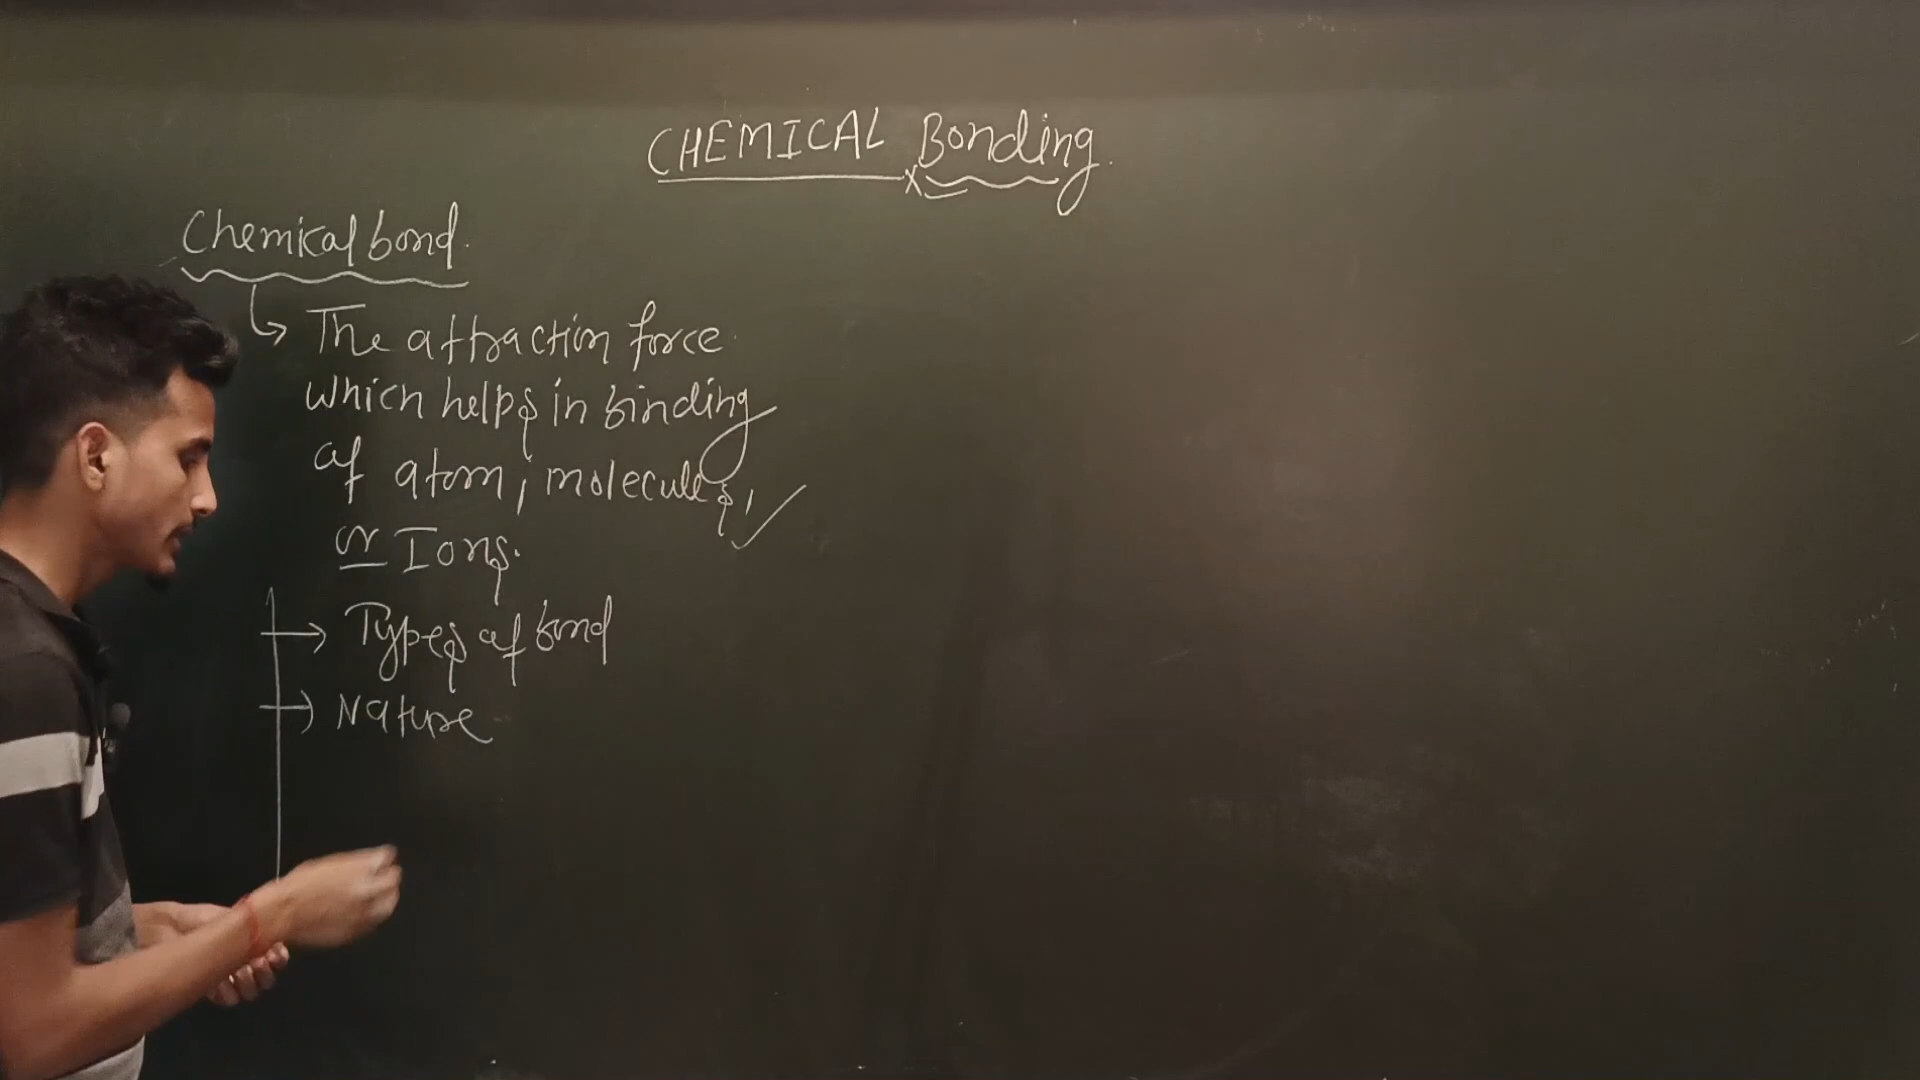 CHEMICAL Bonding.
Chemical bond.
The attraction force
which helps in binding
of atom, molecules,
or Ions.
Types of bond
Nature